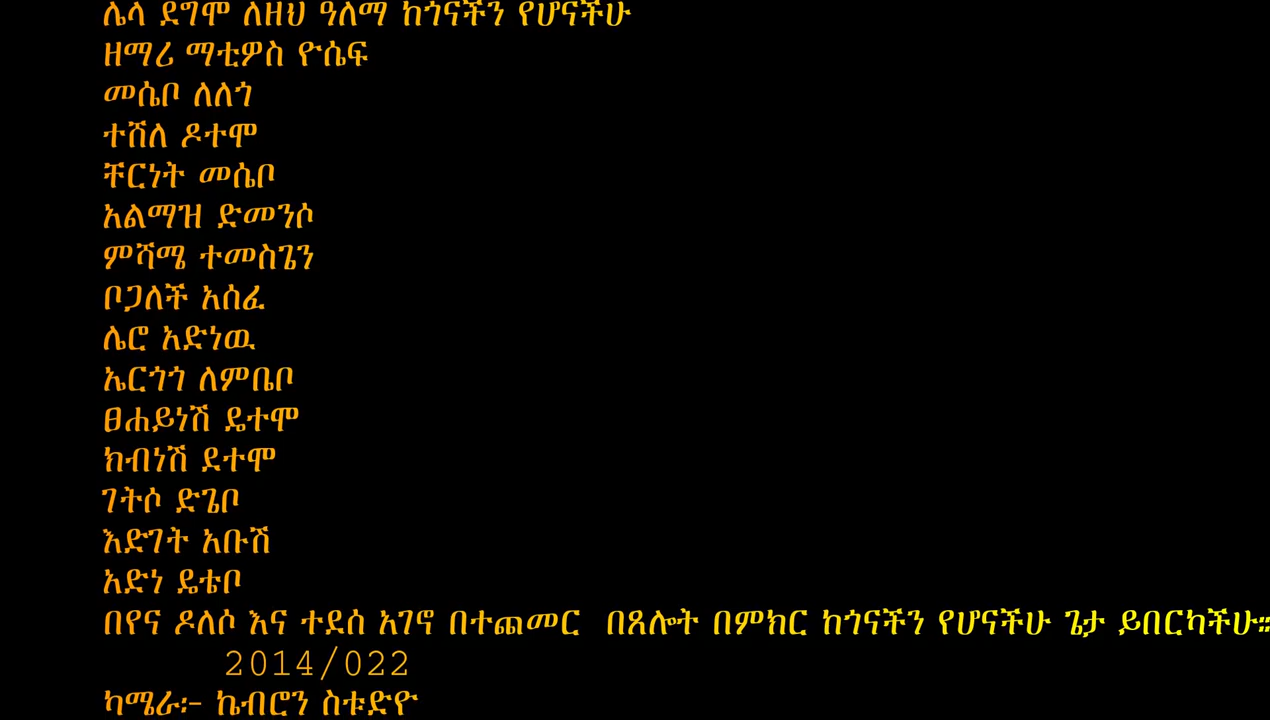 ሌላ ደግሞ ለዘህ ዓለማ ከጎናችን የሆናችሁ
ዘማሪ ማቲዎስ ዮሴፍ
መሴቦ ለለጎ
ተሽለ ዶተሞ
ቸርነት መሴቦ
አልማዝ ድመንሶ
ምሻሜ ተመስጌን
ቦጋለች አሰፈ
ሌሮ አድነዉ
ኤርጎጎ ለምቤቦ
ፀሐይነሽ ዴተሞ
ክብነሽ ደተሞ
ገትሶ ድጌቦ
እድገት አቡሽ
አድነ ዴቴቦ
በየና ዶለሶ እና ተደሰ አገኖ በተጨመር በጸሎት በምክር ከጎናችን የሆናችሁ ጌታ ይበርካችሁ።
2014/022
ካሜራ፡- ኬብሮን ስቱድዮ